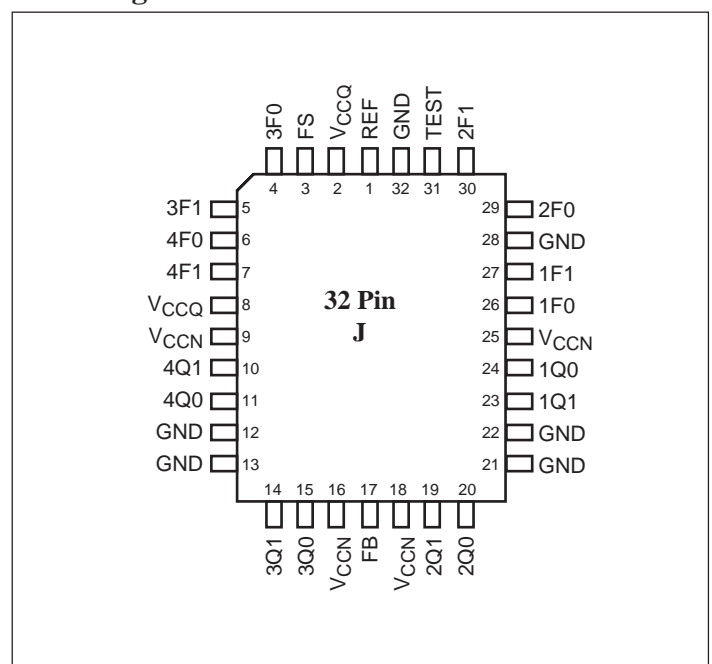 3F0 FS VCCQ REF GND TEST 2F1
4 3 2 1 32 31 30
3F1 5 29 2F0
4F0 6 28 GND
4F1 7 27 1F1
VCCQ 8 32 Pin 26 1F0
VCCN 9 J 25 VCCN
4Q1 10 24 1Q0
4Q0 11 23 1Q1
GND 12 22 GND
GND 13 21 GND
14 15 16 17 18 19 20
3Q1 3Q0 VCCN FB VCCN 2Q1 2Q0